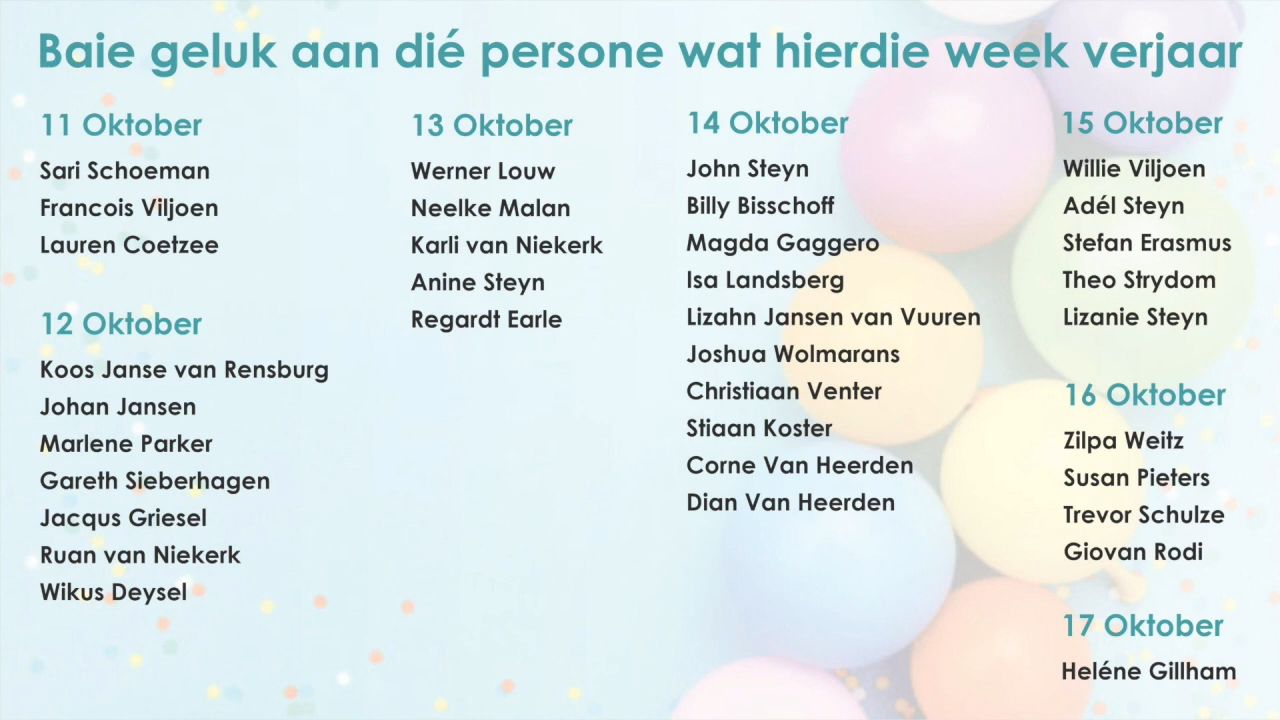 Baie geluk aan dié persone wat hierdie week verjaar
11 Oktober
Sari Schoeman
Francois Viljoen
Lauren Coetzee
12 Oktober
Koos Janse van Rensburg
Johan Jansen
Marlene Parker
Gareth Sieberhagen
Jacqus Griesel
Ruan van Niekerk
Wikus Deysel
13 Oktober
Werner Louw
Neelke Malan
Karli van Niekerk
Anine Steyn
Regardt Earle
14 Oktober
John Steyn
Billy Bisschoff
Magda Gaggero
Isa Landsberg
Lizahn Jansen van Vuuren
Joshua Wolmarans
Christiaan Venter
Stiaan Koster
Corne Van Heerden
Dian Van Heerden
15 Oktober
Willie Viljoen
Adél Steyn
Stefan Erasmus
Theo Strydom
Lizanie Steyn
16 Oktober
Zilpa Weitz
Susan Pieters
Trevor Schulze
Giovan Rodi
17 Oktober
Heléne Gillham